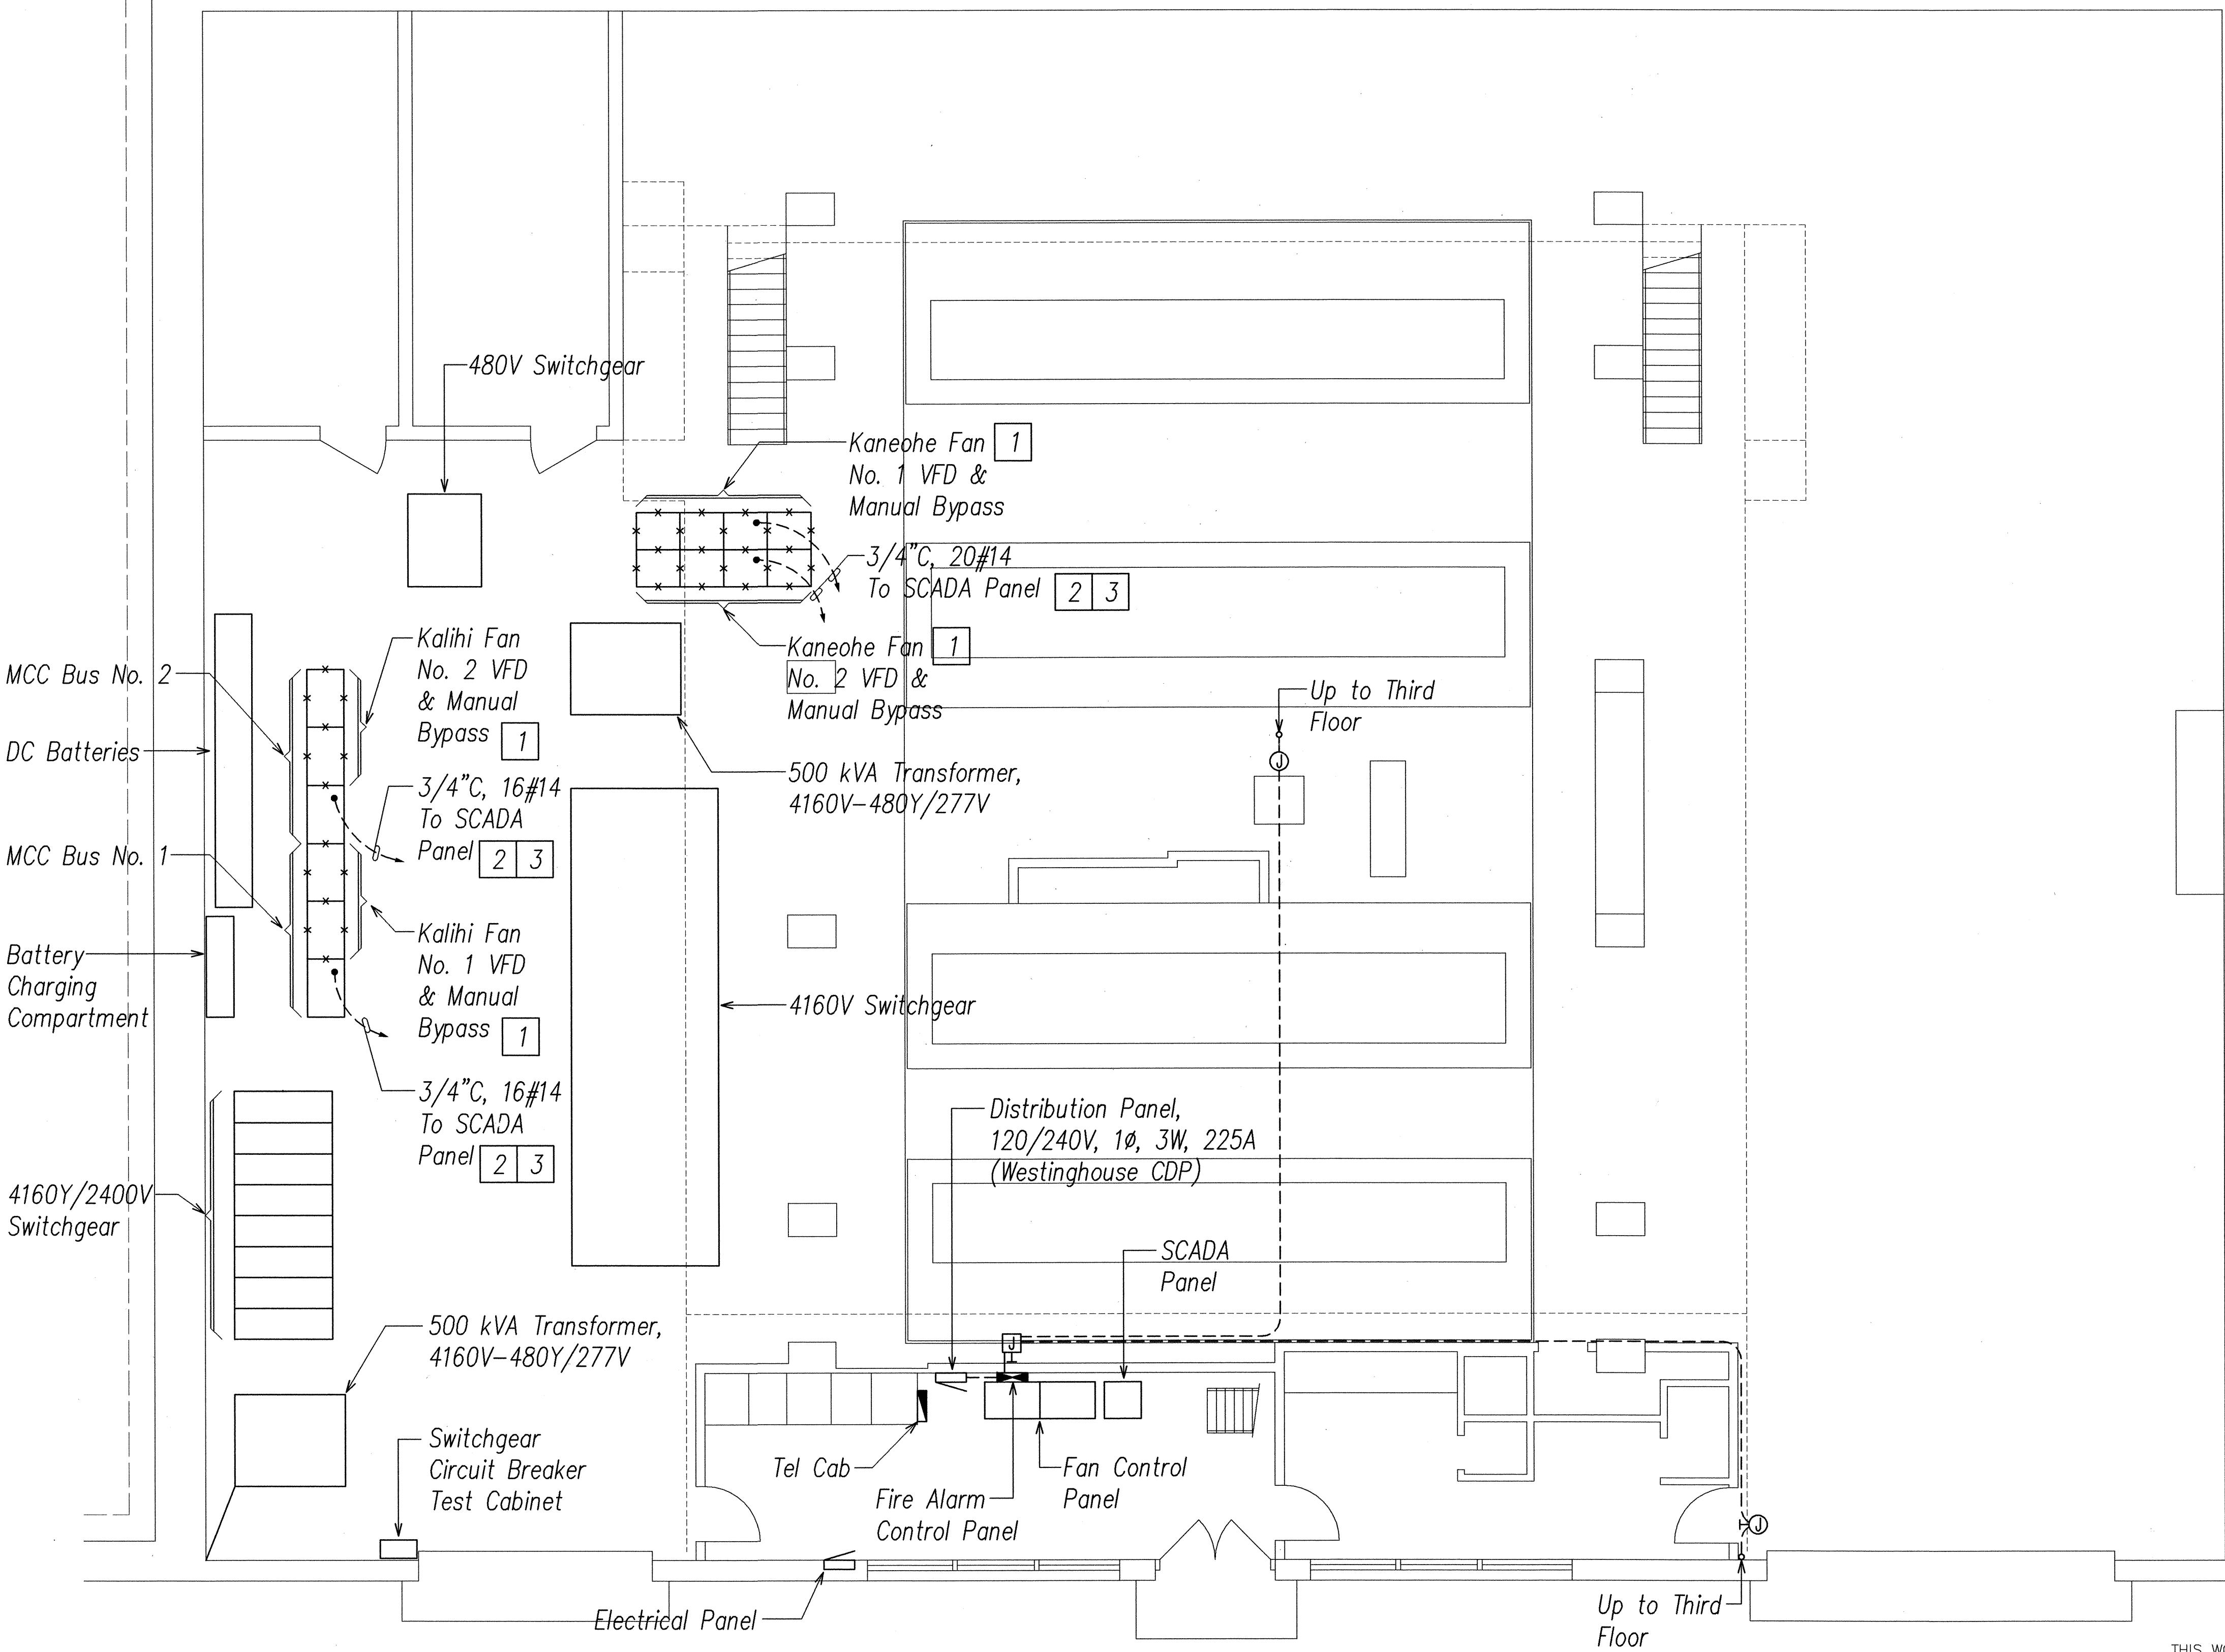 480V Switchgear
Kaneohe Fan 1
No. 1 VFD &
Manual Bypass
3/4"C, 20#14
To SCADA Panel 2 3
Kaneohe Fan 1
No. 2 VFD &
Manual Bypass
Kalihi Fan
No. 2 VFD
& Manual
Bypass 1
MCC Bus No. 2
DC Batteries
Up to Third
Floor
J
500 kVA Transformer,
4160V-480Y/277V
3/4"C, 16#14
To SCADA
Panel 2 3
MCC Bus No. 1
Kalihi Fan
No. 1 VFD
& Manual
Bypass 1
Battery
Charging
Compartment
4160V Switchgear
3/4"C, 16#14
To SCADA
Panel 2 3
Distribution Panel,
120/240V, 1ø, 3W, 225A
(Westinghouse CDP)
4160Y/2400V
Switchgear
SCADA
Panel
500 kVA Transformer,
4160V-480Y/277V
J
Switchgear
Circuit Breaker
Test Cabinet
Tel Cab
Fan Control
Panel
Fire Alarm
Control Panel
J
Electrical Panel
Up to Third
Floor